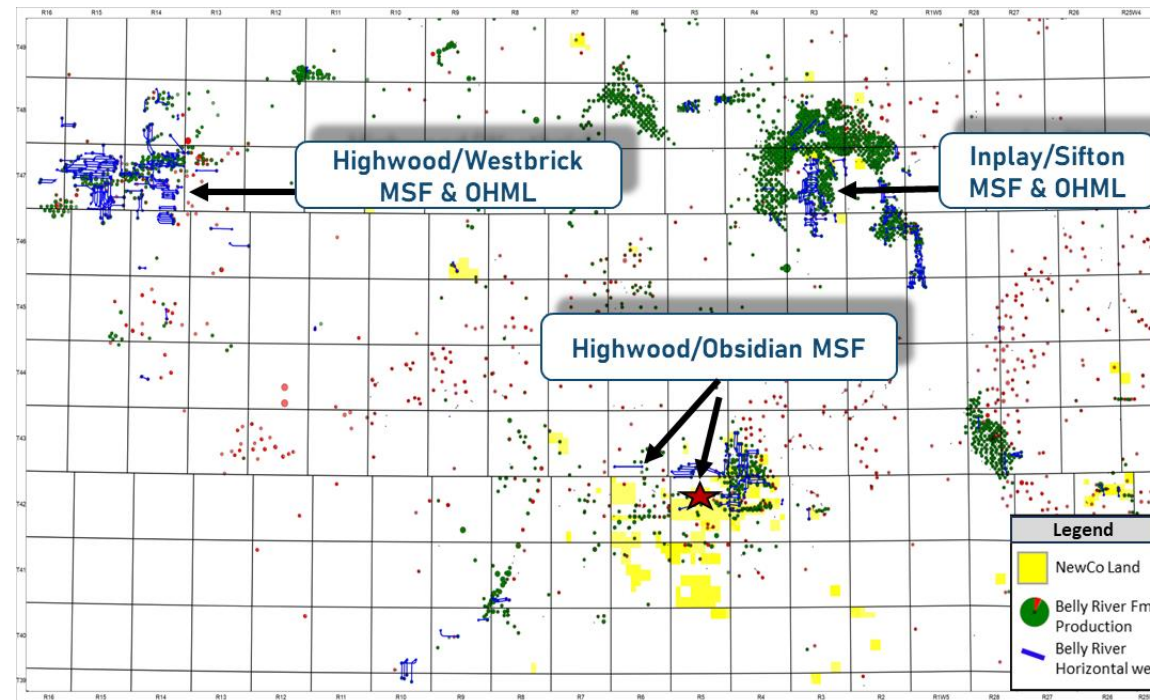 R16 R15 R14 R13 R12 R11 R10 R9 R8 R7 R6 R5 R4 R3 R2 R1W5 R28 R27 R26 R25W4
T49
T48
T47
T46
T45
T44
T43
T42
T41
T40
T39
Highwood/Westbrick
MSF & OHML
Inplay/Sifton
MSF & OHML
Highwood/Obsidian MSF
Legend
NewCo Land
Belly River Fm
Production
Belly River
Horizontal we
R16 R15 R14 R13 R12 R11 R10 R9 R8 R7 R6 R5 R4 R3 R2 R1W5 R28 R27 R26 R25